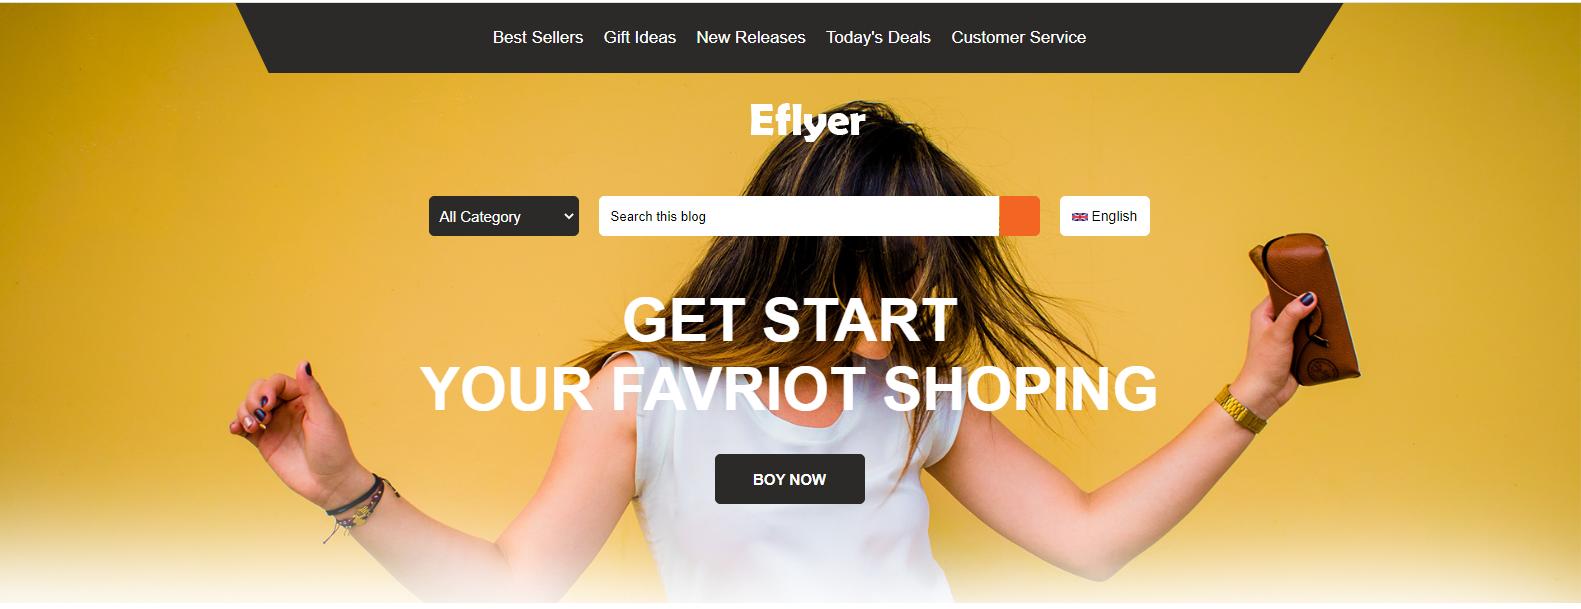 Best Sellers Gift Ideas New Releases Today's Deals Customer Service
Eflyer
All Category Search this blog English
GET START
YOUR FAVRIOT SHOPING
BOY NOW